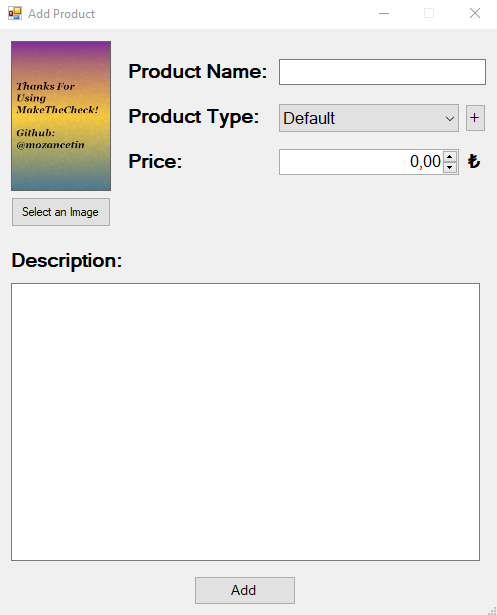 Add Product
Thanks For
Using
MakeTheCheck!
Github:
@mozancetin
Product Name:
Product Type:
Default
+
Price:
0,00
₺
Select an Image
Description:
Add